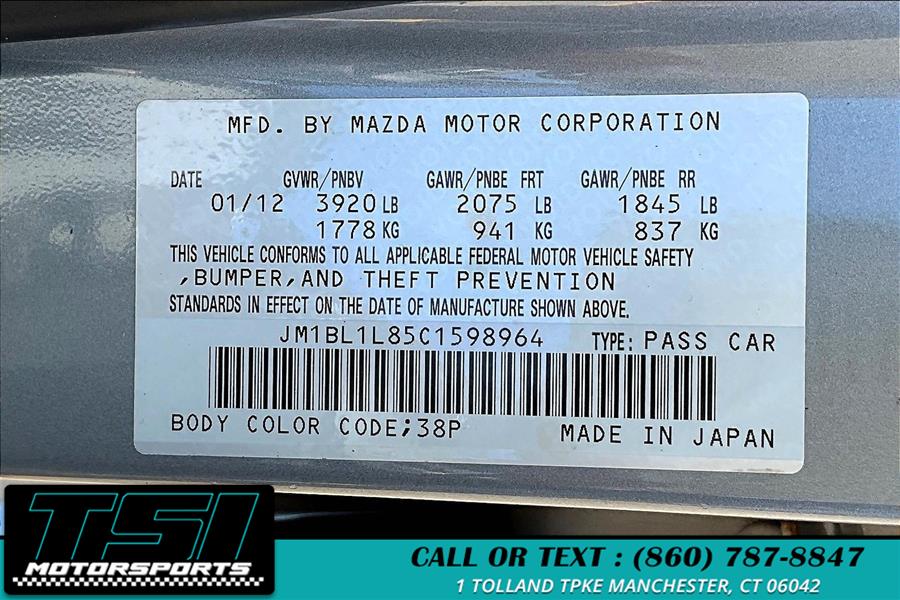 MFD. BY MAZDA MOTOR CORPORATION
DATE GVWR/PNBV GAWR/PNBE FRT GAWR/PNBE RR
01/12 3920 LB 2075 LB 1845 LB
1778 KG 941 KG 837 KG
THIS VEHICLE CONFORMS TO ALL APPLICABLE FEDERAL MOTOR VEHICLE SAFETY
,BUMPER,AND THEFT PREVENTION
STANDARDS IN EFFECT ON THE DATE OF MANUFACTURE SHOWN ABOVE.
JM1BL1L85C1598964 TYPE: PASS CAR
BODY COLOR CODE;38P MADE IN JAPAN
TSI
MOTORSPORTS
CALL OR TEXT : (860) 787-8847
1 TOLLAND TPKE MANCHESTER, CT 06042